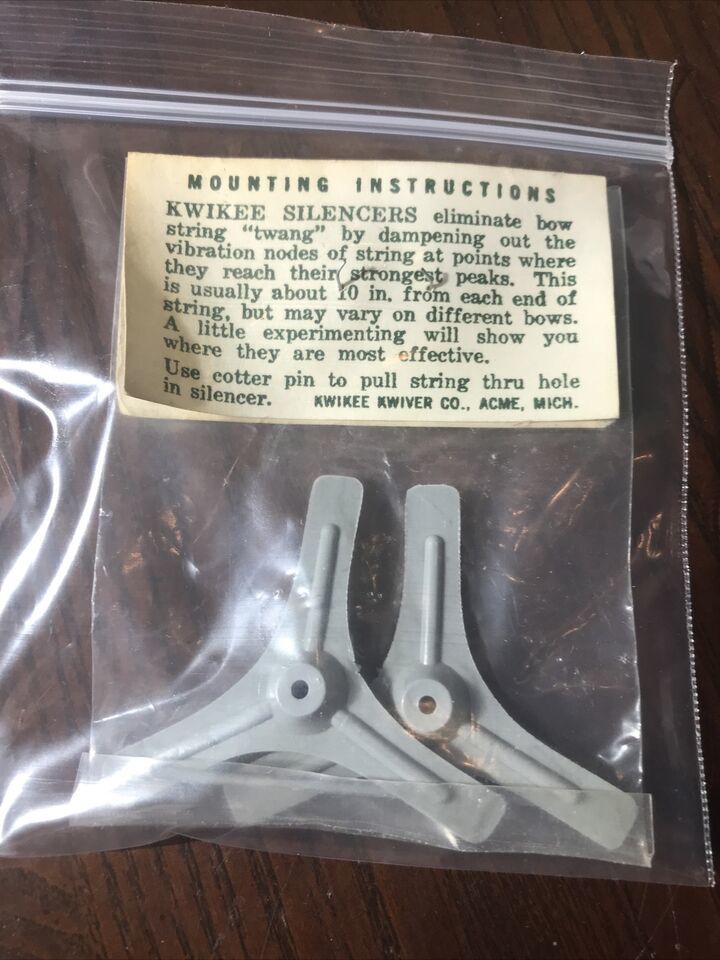 MOUNTING INSTRUCTIONS
KWIKEE SILENCERS eliminate bow
string "twang" by dampening out the
vibration nodes of string at points where
they reach their strongest peaks. This
is usually about 10 in. from each end of
string, but may vary on different bows.
A little experimenting will show you
where they are most effective.
Use cotter pin to pull string thru hole
in silencer. KWIKEE KWIVER CO., ACME, MICH.